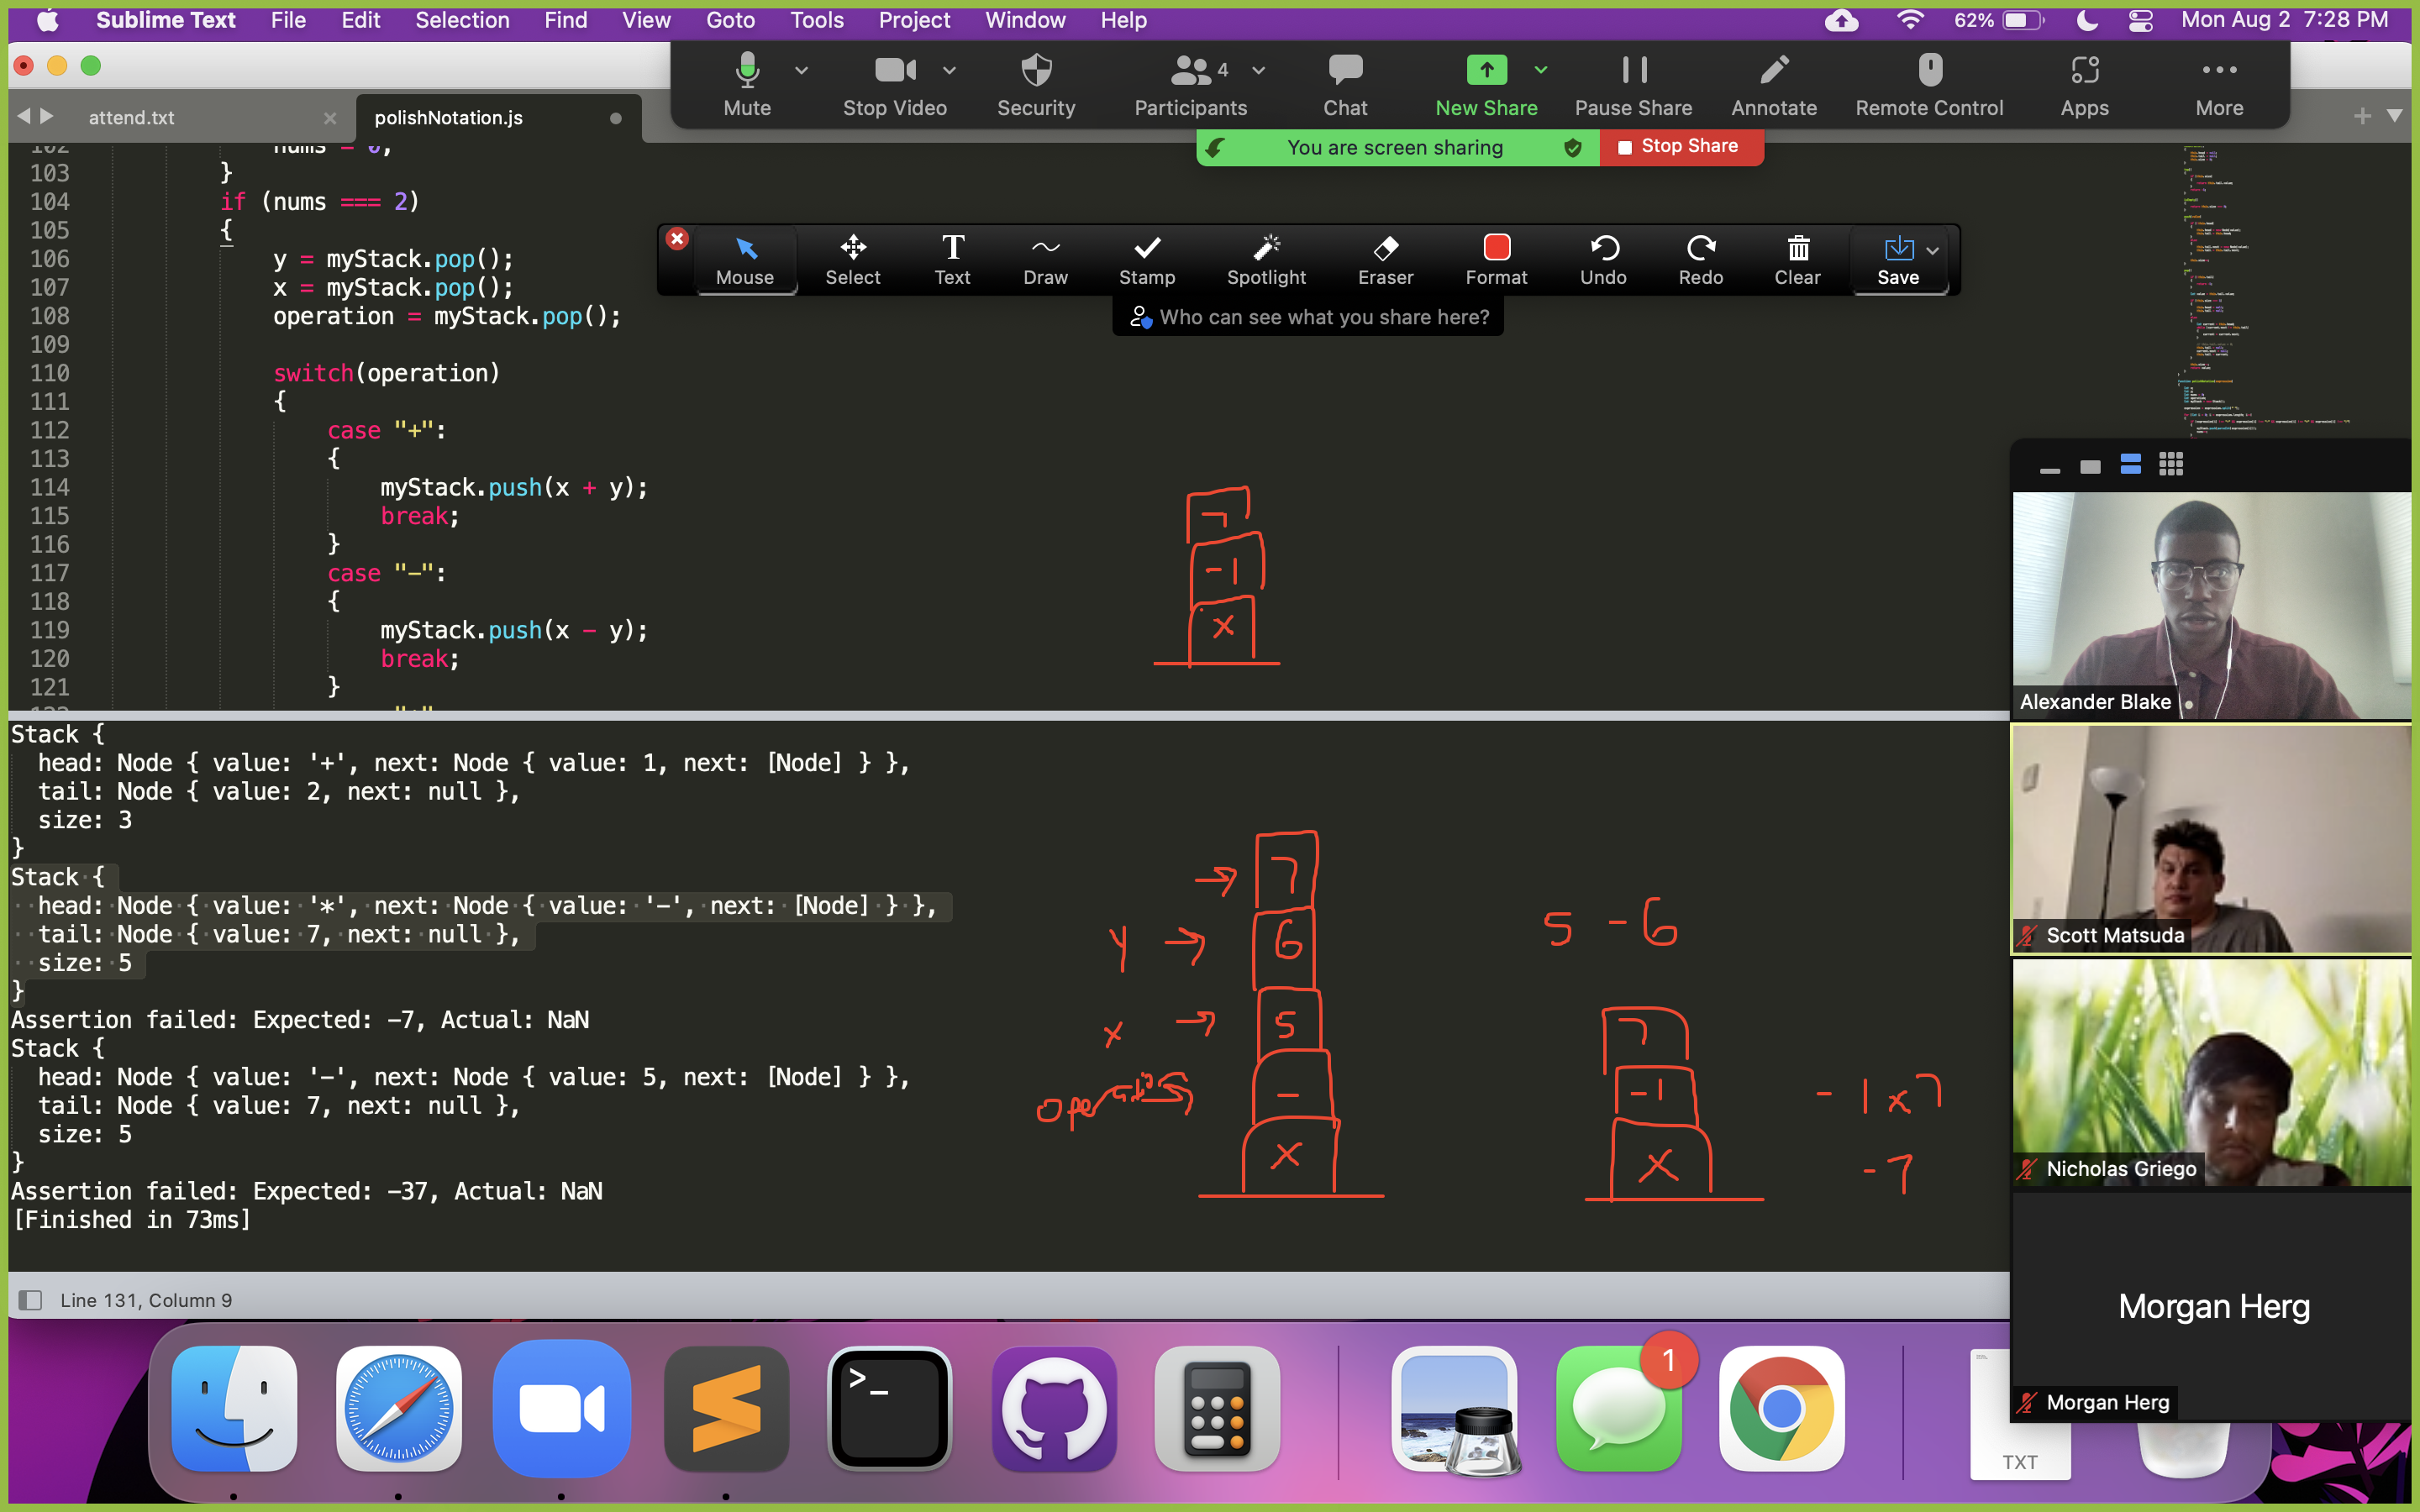 Sublime Text File Edit Selection Find View Goto Tools Project Window Help 62% Mon Aug 2 7:28 PM
Mute Stop Video Security Participants 4 Chat New Share Pause Share Annotate Remote Control Apps More
attend.txt polishNotation.js
You are screen sharing Stop Share
Mouse Select Text Draw Stamp Spotlight Eraser Format Undo Redo Clear Save
Who can see what you share here?
102 nums = 0;
103 }
104 if (nums === 2)
105 {
106 y = myStack.pop();
107 x = myStack.pop();
108 operation = myStack.pop();
109
110 switch(operation)
111 {
112 case "+":
113 {
114 myStack.push(x + y);
115 break;
116 }
117 case "-":
118 {
119 myStack.push(x - y);
120 break;
121 }
7
-1
x
Stack {
head: Node { value: '+', next: Node { value: 1, next: [Node] } },
tail: Node { value: 2, next: null },
size: 3
}
Stack {
head: Node { value: '*', next: Node { value: '-', next: [Node] } },
tail: Node { value: 7, next: null },
size: 5
}
Assertion failed: Expected: -7, Actual: NaN
Stack {
head: Node { value: '-', next: Node { value: 5, next: [Node] } },
tail: Node { value: 7, next: null },
size: 5
}
Assertion failed: Expected: -37, Actual: NaN
[Finished in 73ms]
→ 7
y → 6
x → 5
-
x
5 - 6
7
-1
x
-1 x 7
-7
Alexander Blake
Scott Matsuda
Nicholas Griego
Morgan Herg
Morgan Herg
Line 131, Column 9
1
TXT